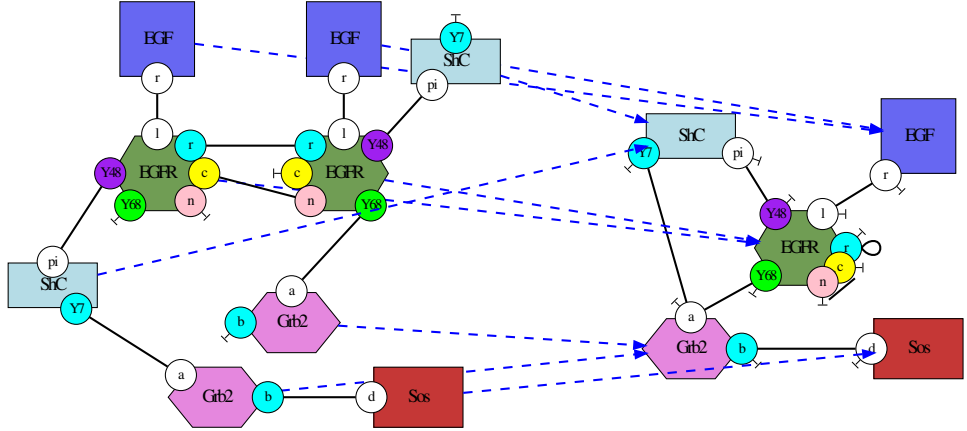 EGF
EGF
Y7
ShC
r
r
pi
EGF
ShC
l
l
r
r
Y48
Y7
pi
Y48
EGFR
c
c
EGFR
r
Y68
n
n
Y68
Y48
l
EGFR
r
pi
ShC
Y68
c
n
a
Y7
b
Grb2
a
Grb2
b
d
Sos
a
Grb2
b
d
Sos